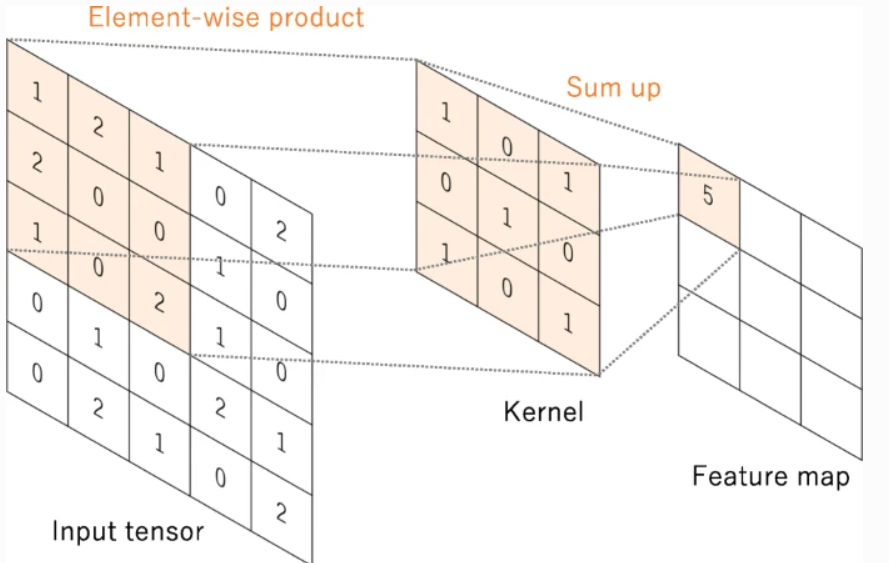 Element-wise product
Sum up
1 2 1 0 2
2 0 0 1 0
1 0 2 1 0
0 1 0 2 1
0 2 1 0 2
1 0 1
0 1 0
1 0 1
5
Kernel
Feature map
Input tensor